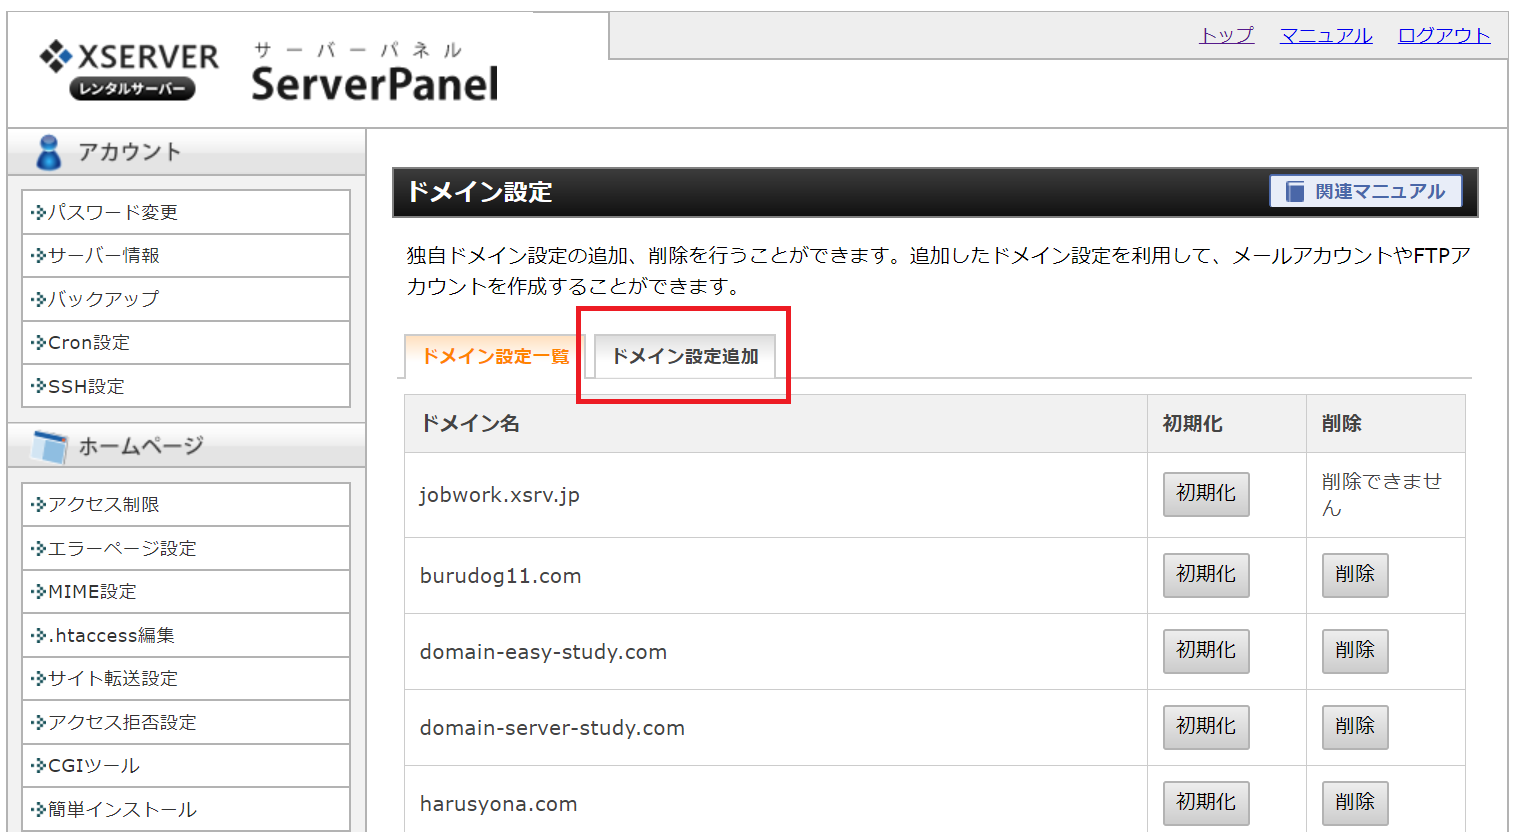 XSERVER
レンタルサーバー
サーバーパネル
ServerPanel
トップ マニュアル ログアウト
アカウント
パスワード変更
サーバー情報
バックアップ
Cron設定
SSH設定
ホームページ
アクセス制限
エラーページ設定
MIME設定
.htaccess編集
サイト転送設定
アクセス拒否設定
CGIツール
簡単インストール
ドメイン設定
関連マニュアル
独自ドメイン設定の追加、削除を行うことができます。追加したドメイン設定を利用して、メールアカウントやFTPア
カウントを作成することができます。
ドメイン設定一覧 ドメイン設定追加
ドメイン名 初期化 削除
jobwork.xsrv.jp 初期化 削除できませ
ん
burudog11.com 初期化 削除
domain-easy-study.com 初期化 削除
domain-server-study.com 初期化 削除
harusyona.com 初期化 削除